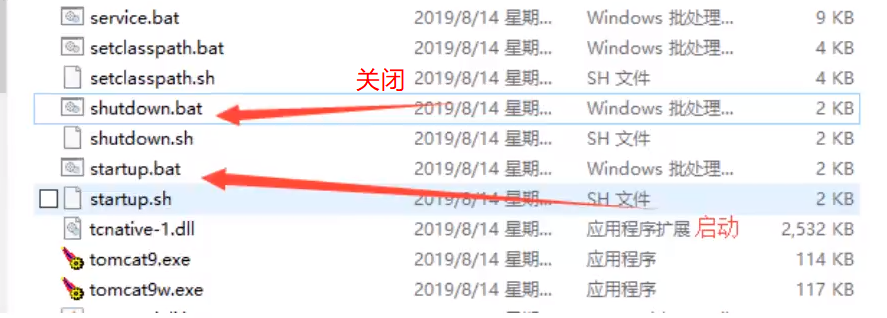 service.bat 2019/8/14 星期... Windows 批处理... 9 KB
setclasspath.bat 2019/8/14 星期... Windows 批处理... 4 KB
setclasspath.sh 关闭 2019/8/14 星期... SH 文件 4 KB
shutdown.bat 2019/8/14 星期... Windows 批处理... 2 KB
shutdown.sh 2019/8/14 星期... SH 文件 2 KB
startup.bat 2019/8/14 星期... Windows 批处理... 2 KB
startup.sh 2019/8/14 星期... SH 文件 2 KB
tcnative-1.dll 2019/8/14 星期... 应用程序扩展 启动 2,532 KB
tomcat9.exe 2019/8/14 星期... 应用程序 114 KB
tomcat9w.exe 2019/8/14 星期... 应用程序 117 KB